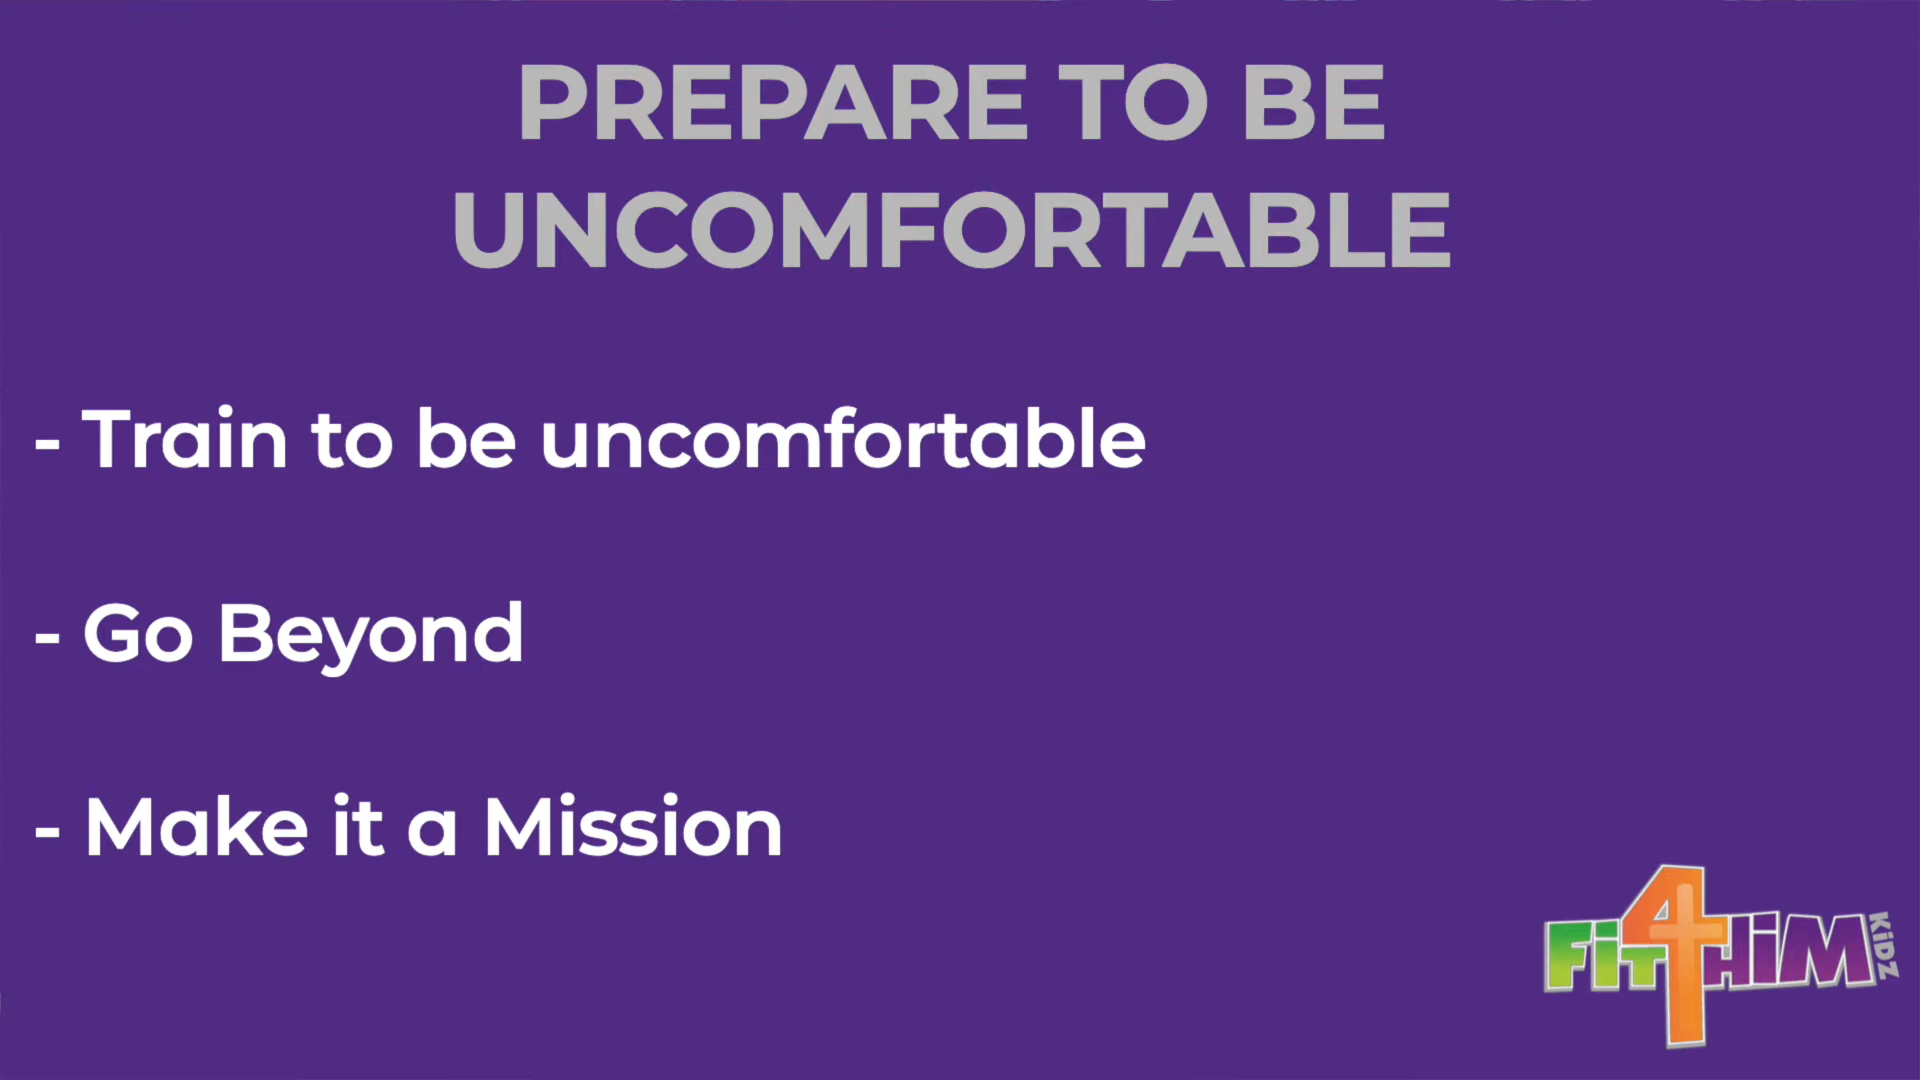 PREPARE TO BE
UNCOMFORTABLE
- Train to be uncomfortable
- Go Beyond
- Make it a Mission
FiT4HiM KiDZ